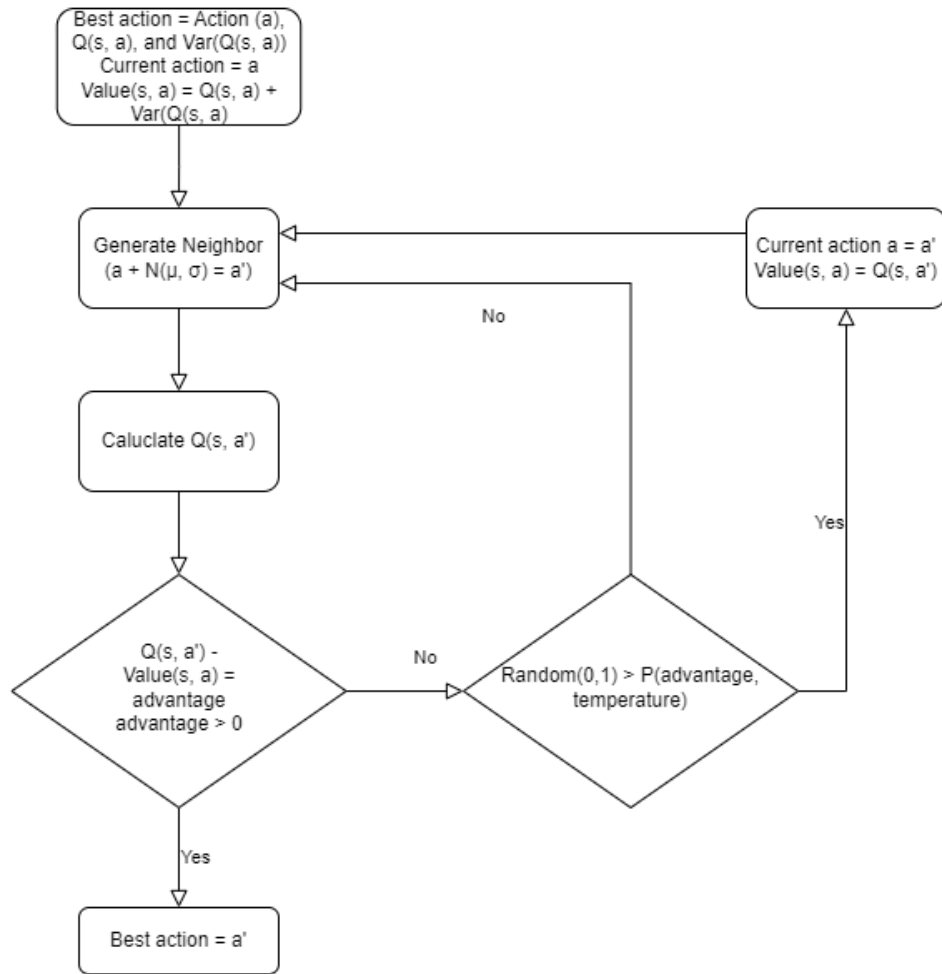 Best action = Action (a),
Q(s, a), and Var(Q(s, a))
Current action = a
Value(s, a) = Q(s, a) +
Var(Q(s, a)
Generate Neighbor
(a + N(μ, σ) = a')
Current action a = a'
Value(s, a) = Q(s, a')
No
Caluclate Q(s, a')
Yes
Q(s, a') -
Value(s, a) =
advantage
advantage > 0
No
Random(0,1) > P(advantage,
temperature)
Yes
Best action = a'